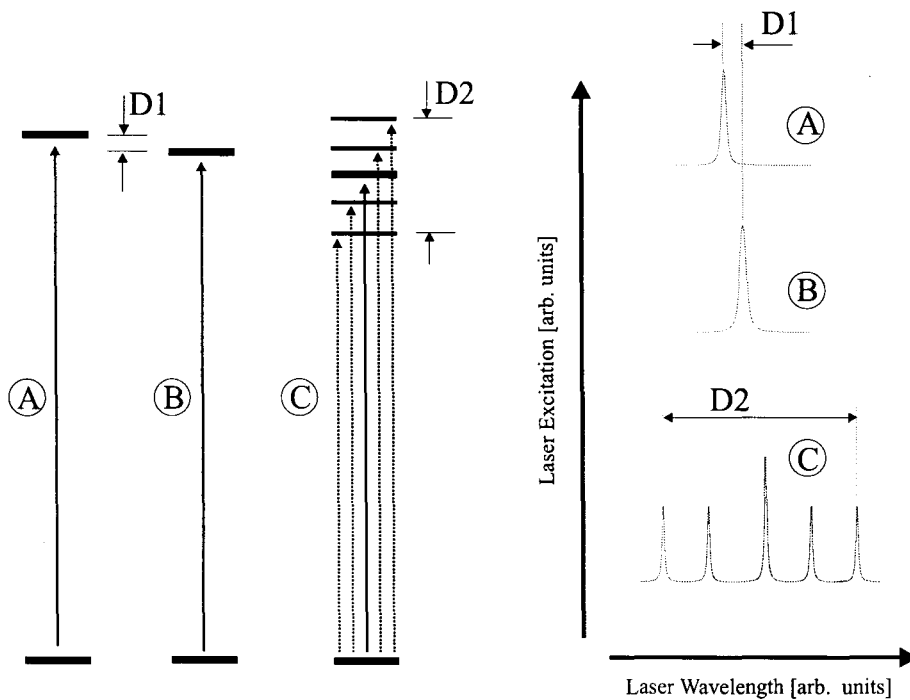 D1
D2
A
B
C
D1
A
B
D2
C
Laser Excitation [arb. units]
Laser Wavelength [arb. units]